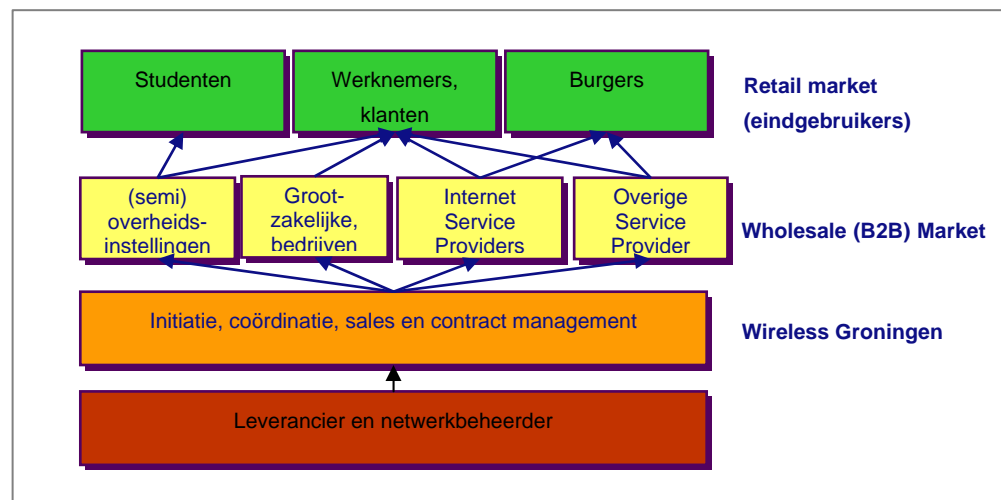 Studenten
Werknemers,
klanten
Burgers
Retail market
(eindgebruikers)
(semi)
overheids-
instellingen
Groot-
zakelijke,
bedrijven
Internet
Service
Providers
Overige
Service
Provider
Wholesale (B2B) Market
Initiatie, coördinatie, sales en contract management
Wireless Groningen
Leverancier en netwerkbeheerder